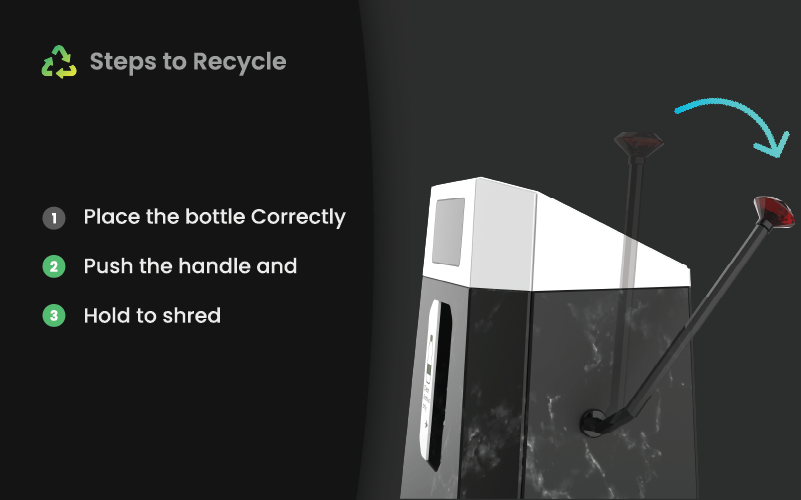 Steps to Recycle
1 Place the bottle Correctly
2 Push the handle and
3 Hold to shred